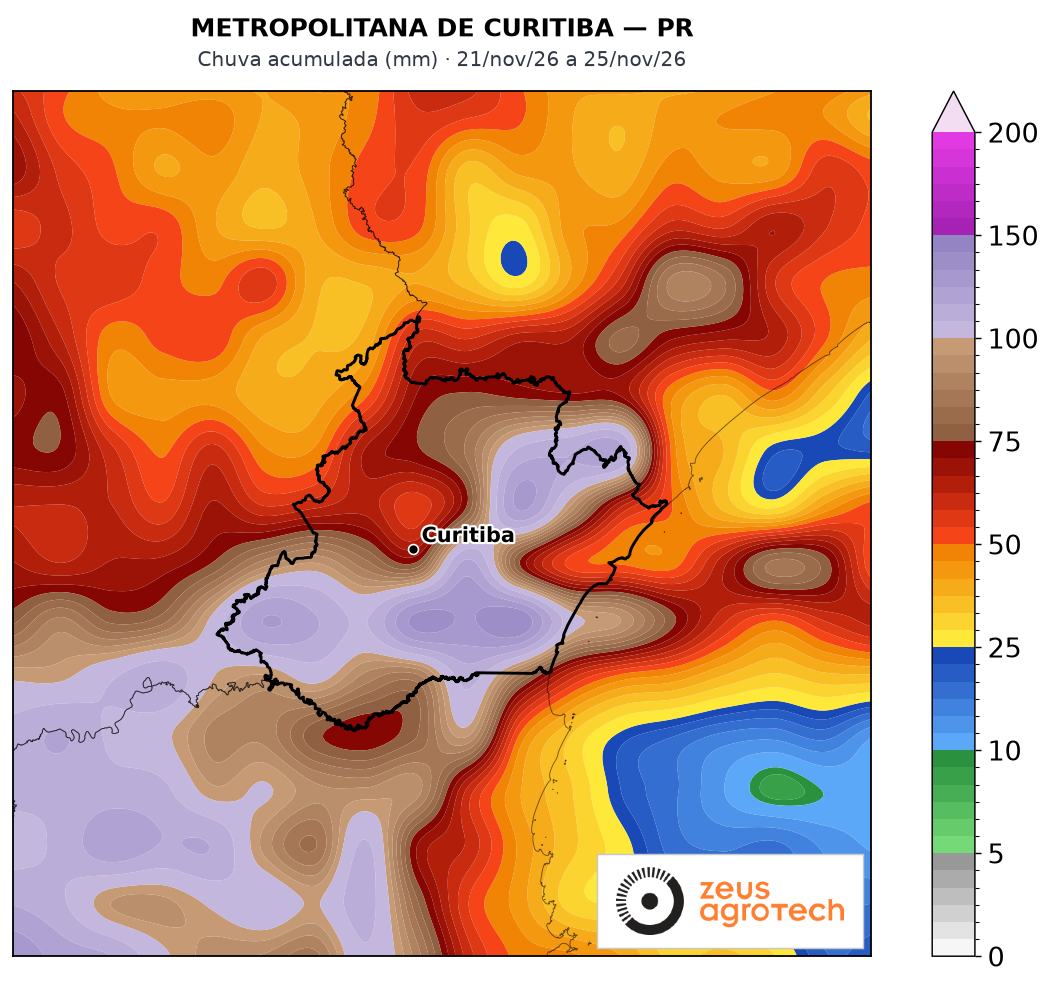 METROPOLITANA DE CURITIBA — PR
Chuva acumulada (mm) · 21/nov/26 a 25/nov/26
200
150
100
75
50
25
10
5
0
Curitiba
zeus
agrotech